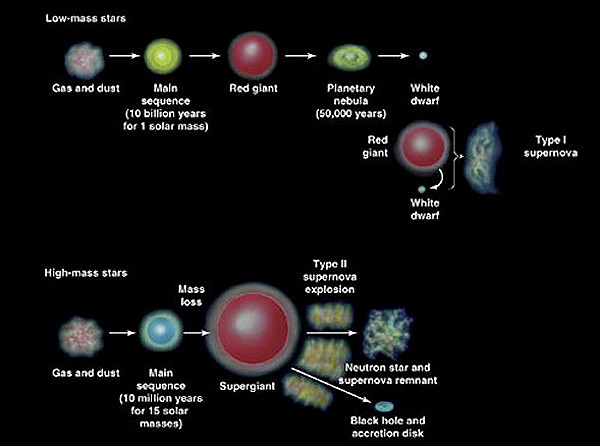 Low-mass stars
Gas and dust
Main
sequence
(10 billion years
for 1 solar mass)
Red giant
Planetary
nebula
(50,000 years)
White
dwarf
Red
giant
White
dwarf
Type I
supernova
High-mass stars
Gas and dust
Main
sequence
(10 million years
for 15 solar
masses)
Mass
loss
Supergiant
Type II
supernova
explosion
Neutron star and
supernova remnant
Black hole and
accretion disk